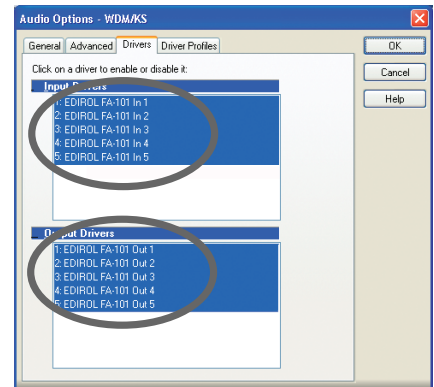 Audio Options - WDM/KS
General Advanced Drivers Driver Profiles
OK
Click on a driver to enable or disable it:
Cancel
Input Drivers
Help
1: EDIROL FA-101 In 1
2: EDIROL FA-101 In 2
3: EDIROL FA-101 In 3
4: EDIROL FA-101 In 4
5: EDIROL FA-101 In 5
Output Drivers
1: EDIROL FA-101 Out 1
2: EDIROL FA-101 Out 2
3: EDIROL FA-101 Out 3
4: EDIROL FA-101 Out 4
5: EDIROL FA-101 Out 5